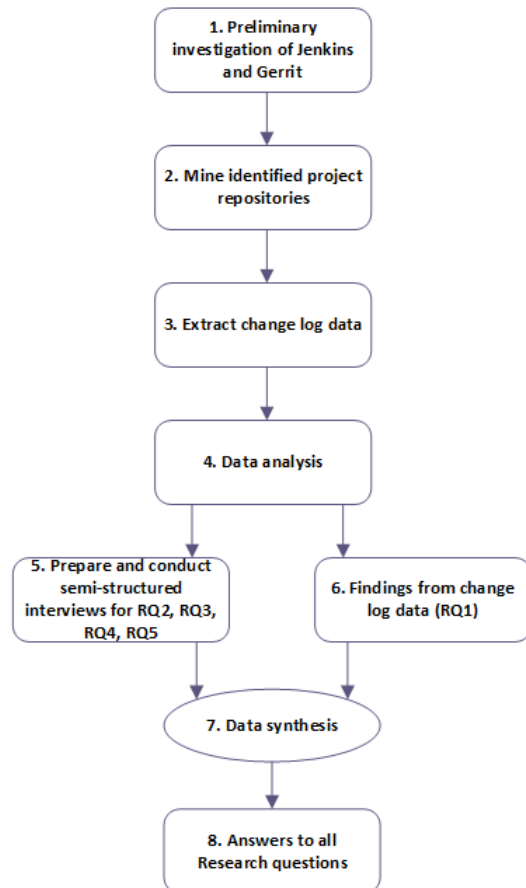 1. Preliminary
investigation of Jenkins
and Gerrit
2. Mine identified project
repositories
3. Extract change log data
4. Data analysis
5. Prepare and conduct
semi-structured
interviews for RQ2, RQ3,
RQ4, RQ5
6. Findings from change
log data (RQ1)
7. Data synthesis
8. Answers to all
Research questions